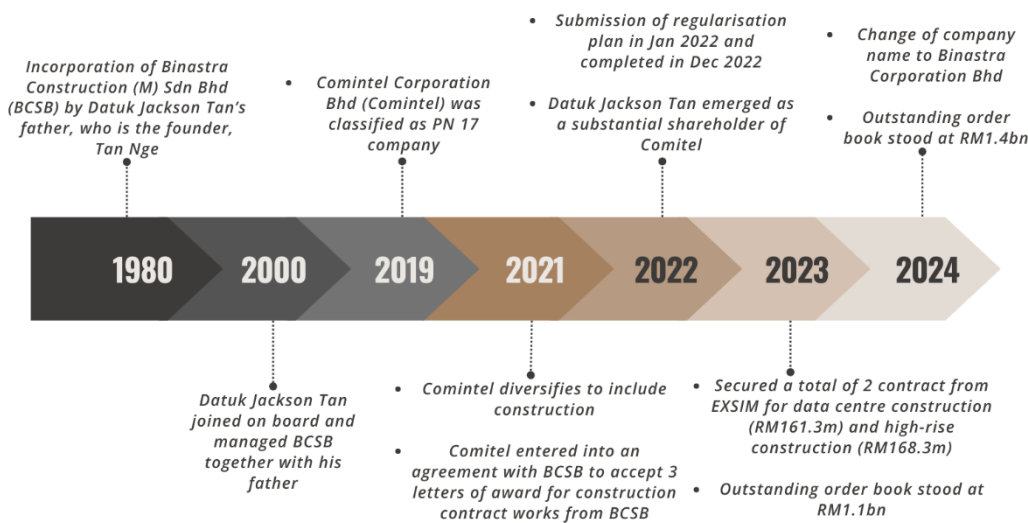 Incorporation of Binastra
Construction (M) Sdn Bhd
(BCSB) by Datuk Jackson Tan's
father, who is the founder,
Tan Nge
• Comintel Corporation
Bhd (Comintel) was
classified as PN 17
company
• Submission of regularisation
plan in Jan 2022 and
completed in Dec 2022
• Datuk Jackson Tan emerged as
a substantial shareholder of
Comitel
• Change of company
name to Binastra
Corporation Bhd
• Outstanding order
book stood at RM1.4bn
1980
2000
2019
2021
2022
2023
2024
Datuk Jackson Tan
joined on board and
managed BCSB
together with his
father
• Comintel diversifies to include
construction
• Comitel entered into an
agreement with BCSB to accept 3
letters of award for construction
contract works from BCSB
• Secured a total of 2 contract from
EXSIM for data centre construction
(RM161.3m) and high-rise
construction (RM168.3m)
• Outstanding order book stood at
RM1.1bn